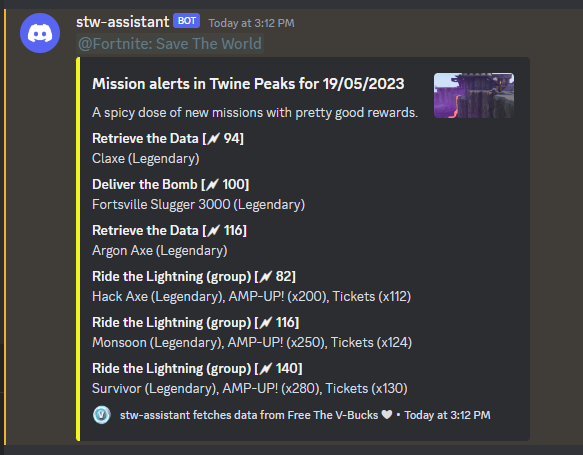 stw-assistant BOT Today at 3:12 PM
@Fortnite: Save The World
Mission alerts in Twine Peaks for 19/05/2023
A spicy dose of new missions with pretty good rewards.
Retrieve the Data [⚡ 94]
Claxe (Legendary)
Deliver the Bomb [⚡ 100]
Fortsville Slugger 3000 (Legendary)
Retrieve the Data [⚡ 116]
Argon Axe (Legendary)
Ride the Lightning (group) [⚡ 82]
Hack Axe (Legendary), AMP-UP! (x200), Tickets (x112)
Ride the Lightning (group) [⚡ 116]
Monsoon (Legendary), AMP-UP! (x250), Tickets (x124)
Ride the Lightning (group) [⚡ 140]
Survivor (Legendary), AMP-UP! (x280), Tickets (x130)
stw-assistant fetches data from Free The V-Bucks 🤍 • Today at 3:12 PM